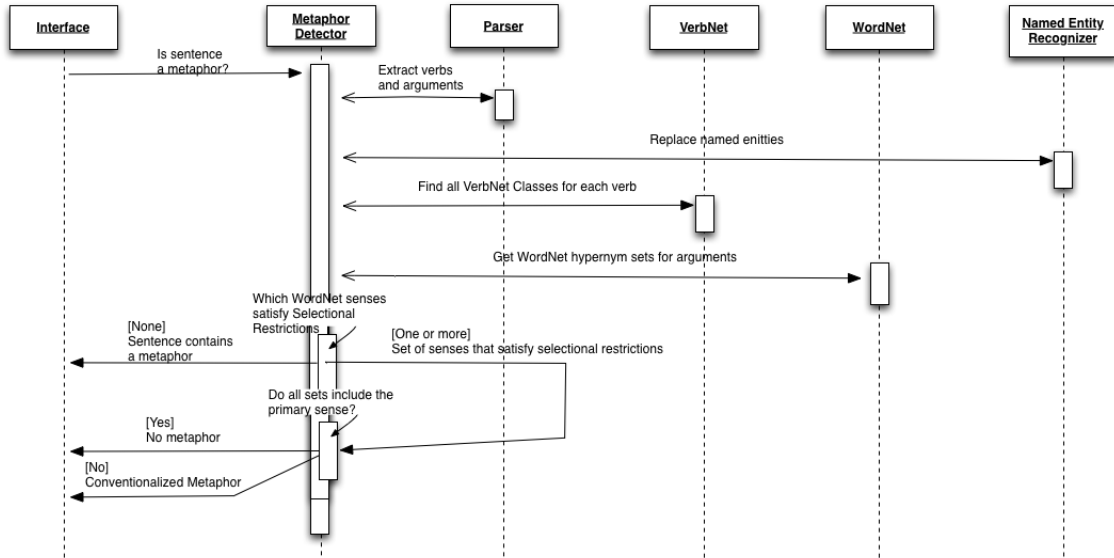 Interface
Metaphor
Detector
Parser
VerbNet
WordNet
Named Entity
Recognizer
Is sentence
a metaphor?
Extract verbs
and arguments
Replace named enitties
Find all VerbNet Classes for each verb
Get WordNet hypernym sets for arguments
Which WordNet senses
satisfy Selectional
Restrictions
[None]
Sentence contains
a metaphor
[One or more]
Set of senses that satisfy selectional restrictions
Do all sets include the
primary sense?
[Yes]
No metaphor
[No]
Conventionalized Metaphor